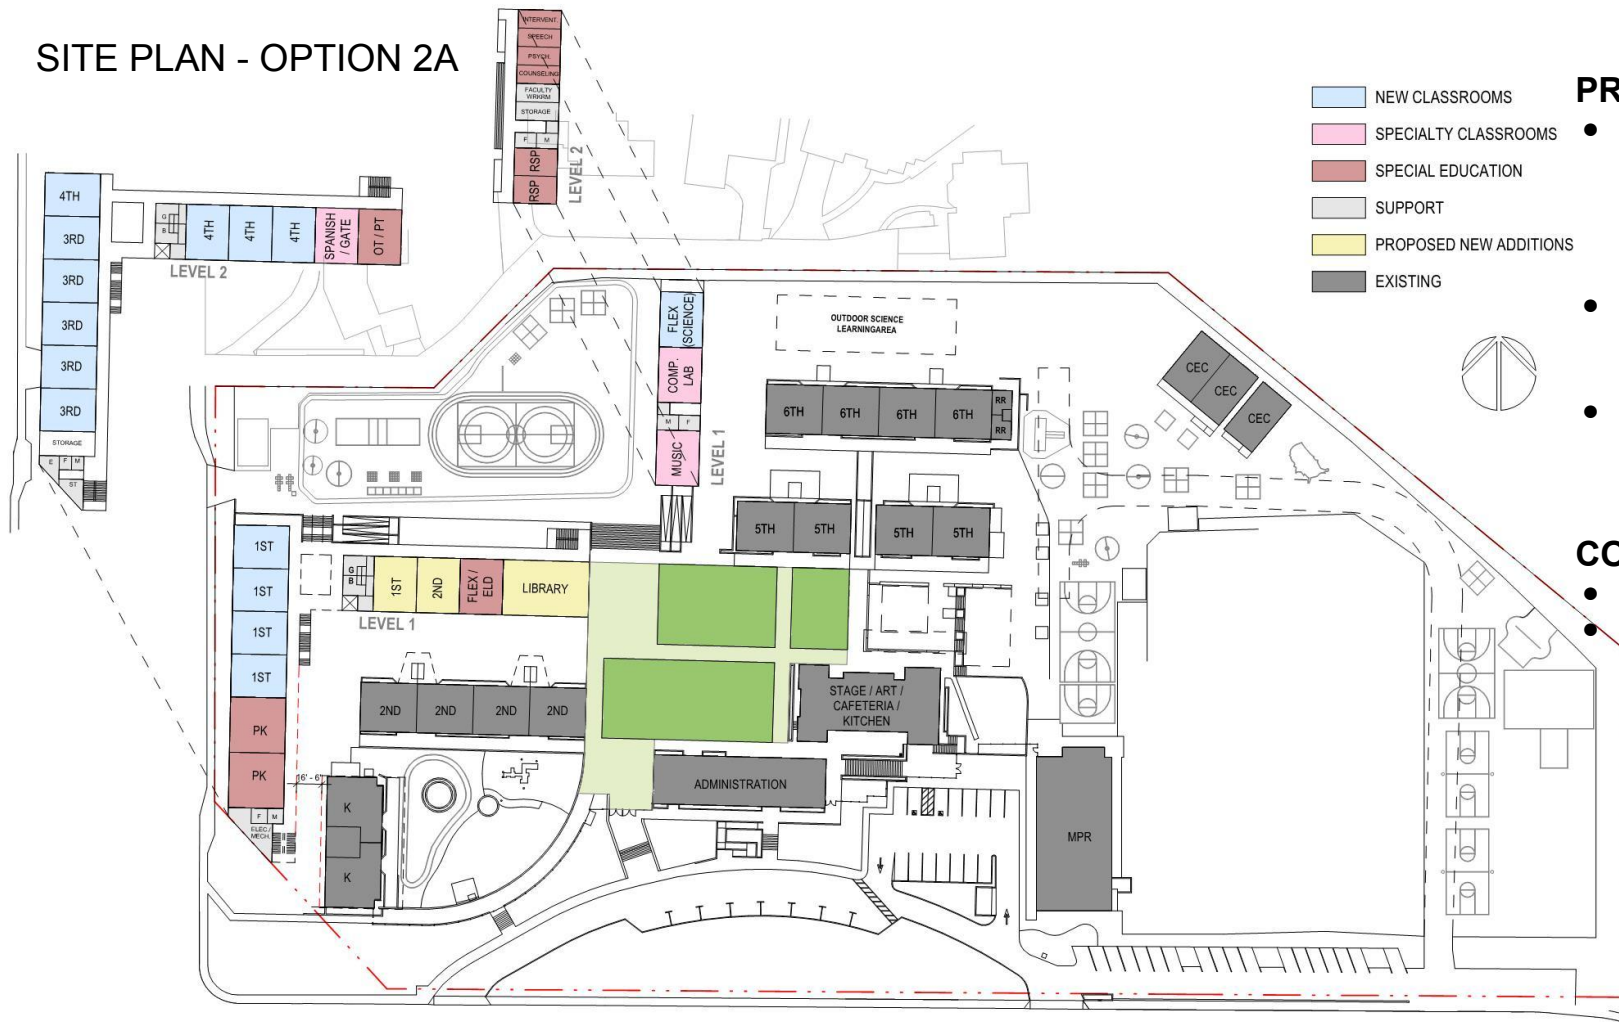 SITE PLAN - OPTION 2A
INTERVENT.
SPEECH
PSYCH.
COUNSELING
FACULTY
WRKRM
STORAGE
F M
RSP RSP
LEVEL 2
NEW CLASSROOMS
SPECIALTY CLASSROOMS
SPECIAL EDUCATION
SUPPORT
PROPOSED NEW ADDITIONS
EXISTING
PR
•
•
•
CO
•
•
4TH
3RD
3RD
3RD
3RD
3RD
STORAGE
E F M
ST
G
B
4TH
4TH
4TH
SPANISH
/ GATE
OT / PT
LEVEL 2
FLEX
(SCIENCE)
COMP.
LAB
M F
MUSIC
LEVEL 1
OUTDOOR SCIENCE
LEARNINGAREA
6TH
6TH
6TH
6TH
RR
RR
CEC
CEC
CEC
5TH
5TH
5TH
5TH
1ST
1ST
1ST
1ST
PK
PK
F M
ELEC./
MECH.
G
B
1ST
2ND
FLEX /
ELD
LIBRARY
LEVEL 1
2ND
2ND
2ND
2ND
16' - 6"
K
K
STAGE / ART /
CAFETERIA /
KITCHEN
ADMINISTRATION
MPR